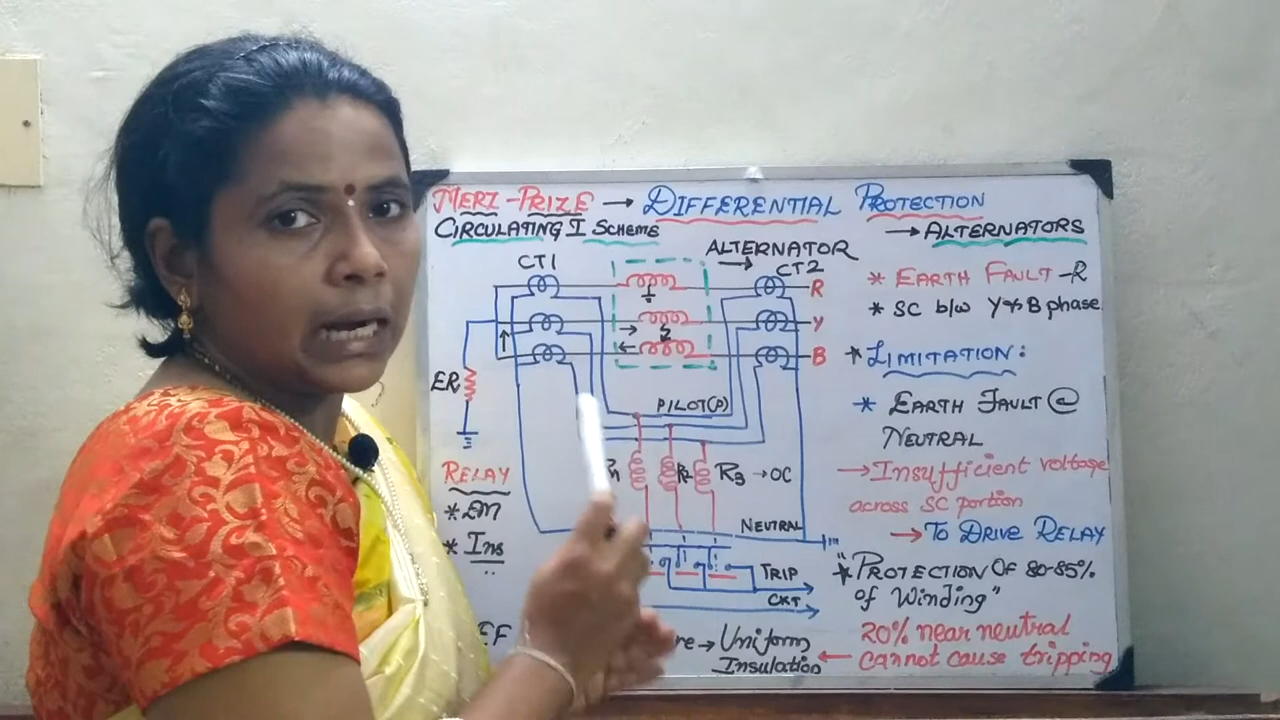 MERZ-PRIZE → DIFFERENTIAL PROTECTION
CIRCULATING I SCHEME
→ ALTERNATORS
ALTERNATOR
→
CT1
CT2
R
Y
B
ER
PILOT(P)
R3 → OC
NEUTRAL
TRIP
CKT
RELAY
* EM
* Ins
EF
→ Uniform
Insulation ←
* EARTH FAULT -R
* SC b/w Y & B phase
* LIMITATION:
* EARTH FAULT @
NEUTRAL
→ Insufficient voltage
across SC portion
→ To DRIVE RELAY
* "PROTECTION OF 80-85%
of Winding"
20% near neutral
cannot cause tripping